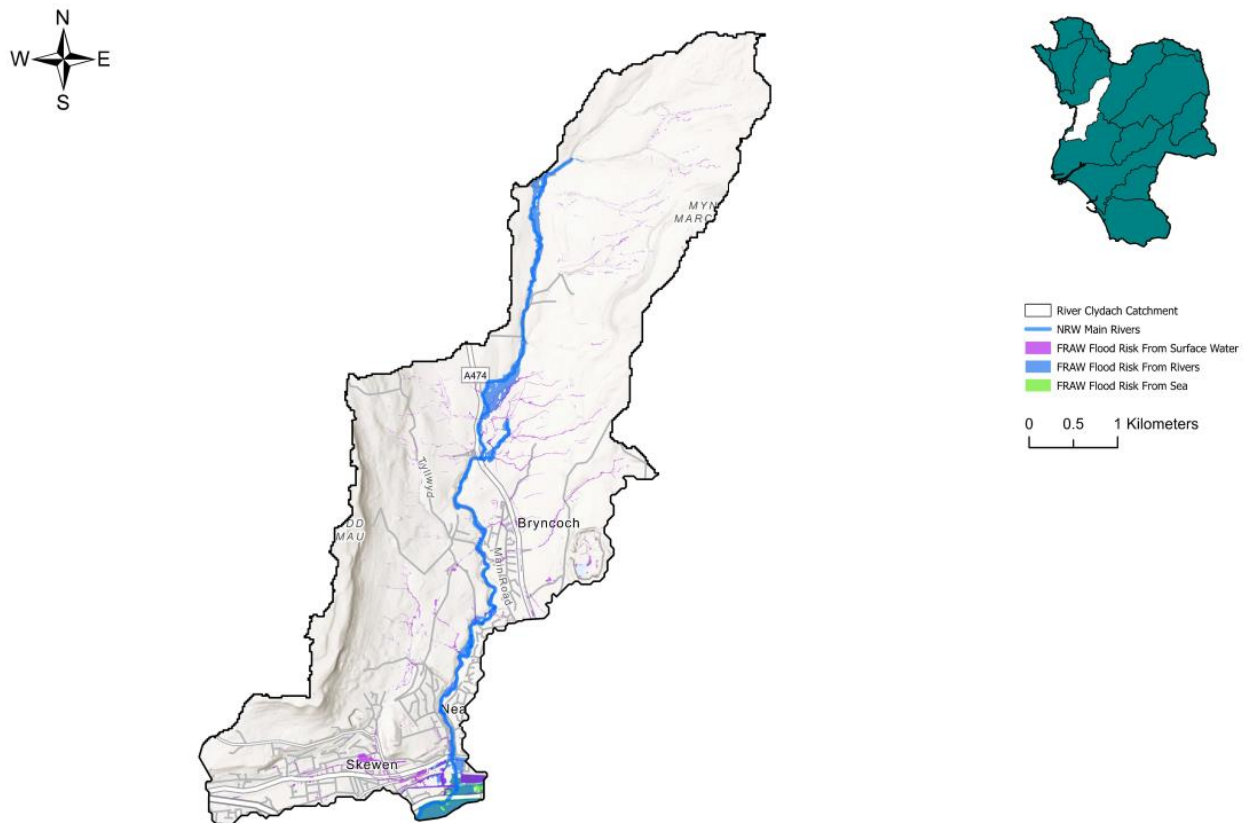 N
W E
S
MYN
MARC
A474
Tyllwyd
DD
MAU
Bryncoch
Main Road
Nea
Skewen
River Clydach Catchment
NRW Main Rivers
FRAW Flood Risk From Surface Water
FRAW Flood Risk From Rivers
FRAW Flood Risk From Sea
0 0.5 1 Kilometers